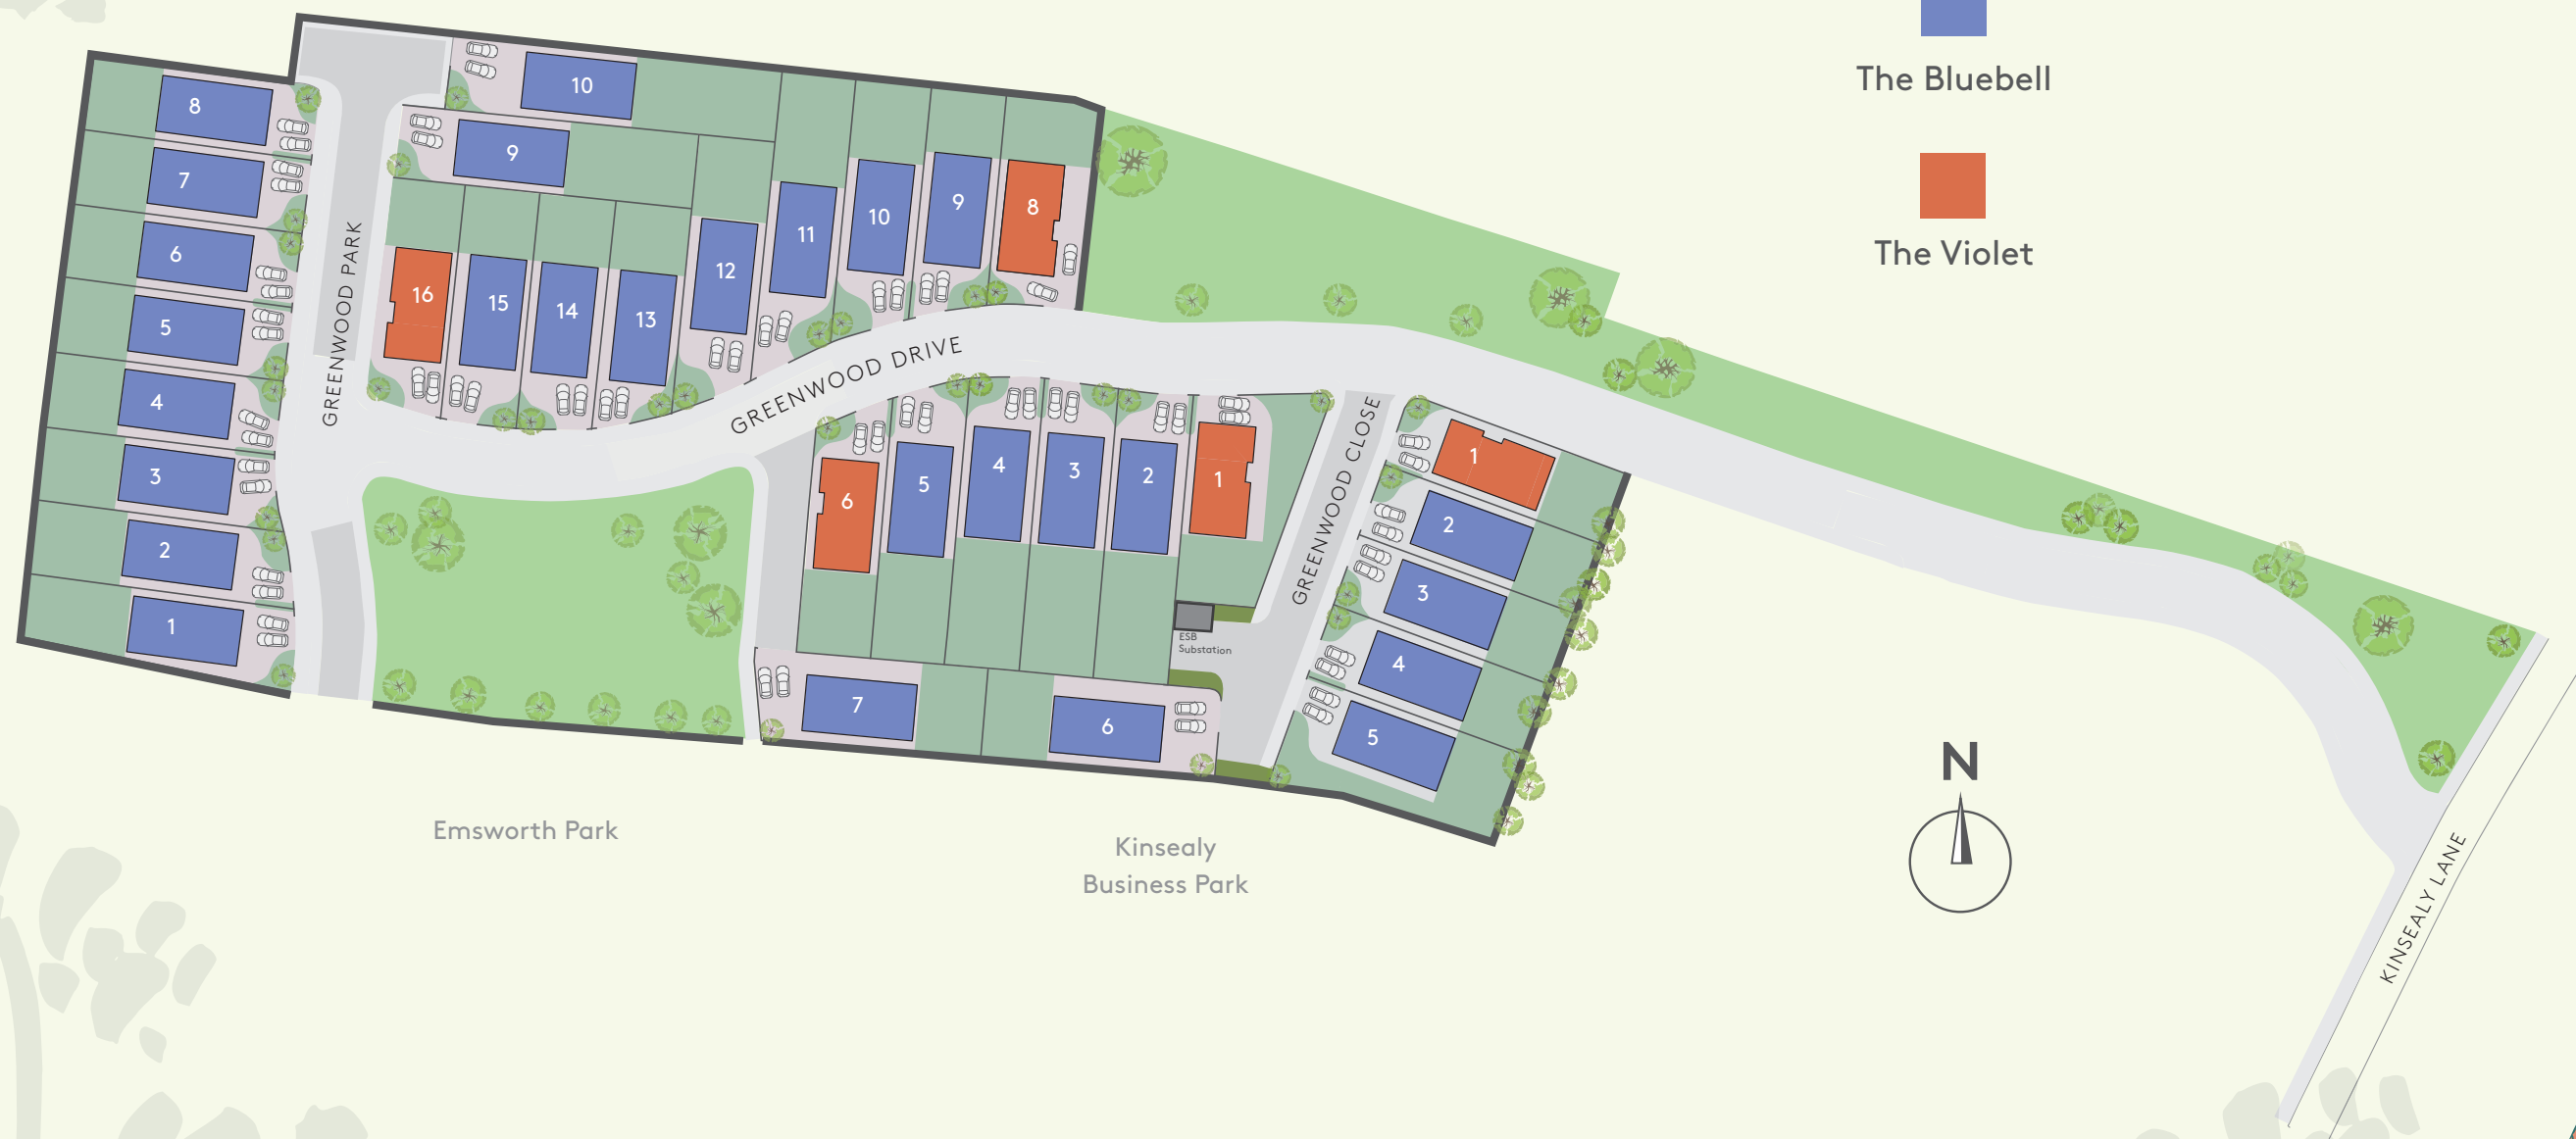 The Bluebell
The Violet
10
8
9
7
6
5
4
3
2
1
GREENWOOD PARK
16
15
14
13
12
11
10
9
8
GREENWOOD DRIVE
6
5
4
3
2
1
7
6
ESB
Substation
GREENWOOD CLOSE
1
2
3
4
5
N
KINSEALY LANE
Emsworth Park
Kinsealy
Business Park